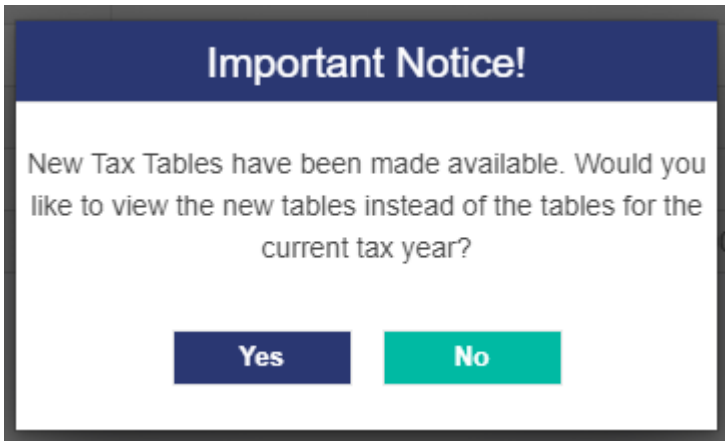 Important Notice!
New Tax Tables have been made available. Would you
like to view the new tables instead of the tables for the
current tax year?
Yes
No